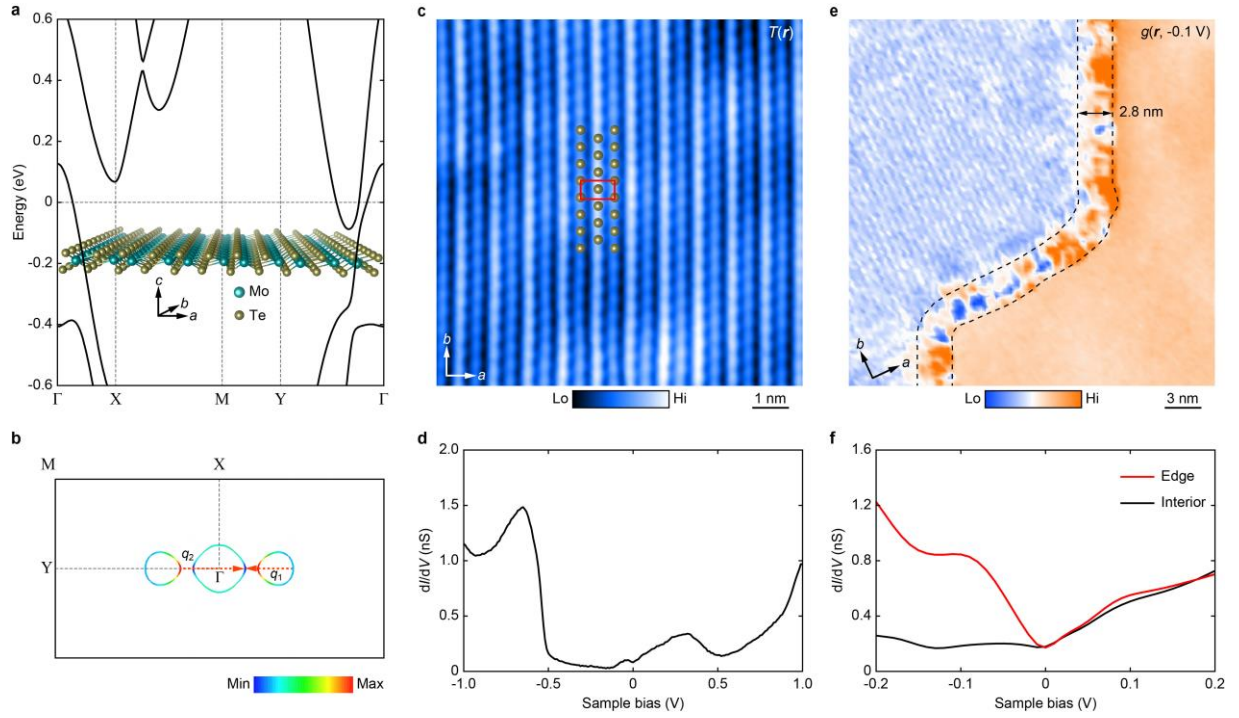 a
0.6
0.4
0.2
0
-0.2
-0.4
-0.6
Energy (eV)
c
b
a
Mo
Te
Γ
X
M
Y
Γ
b
M
X
Y
q2
Γ
q1
Min
Max
c
T(r)
b
a
Lo
Hi
1 nm
d
2.0
1.5
1.0
0.5
0
dI/dV (nS)
-1.0
-0.5
0
0.5
1.0
Sample bias (V)
e
g(r, -0.1 V)
2.8 nm
b
a
Lo
Hi
3 nm
f
1.6
1.2
0.8
0.4
0
dI/dV (nS)
Edge
Interior
-0.2
-0.1
0
0.1
0.2
Sample bias (V)